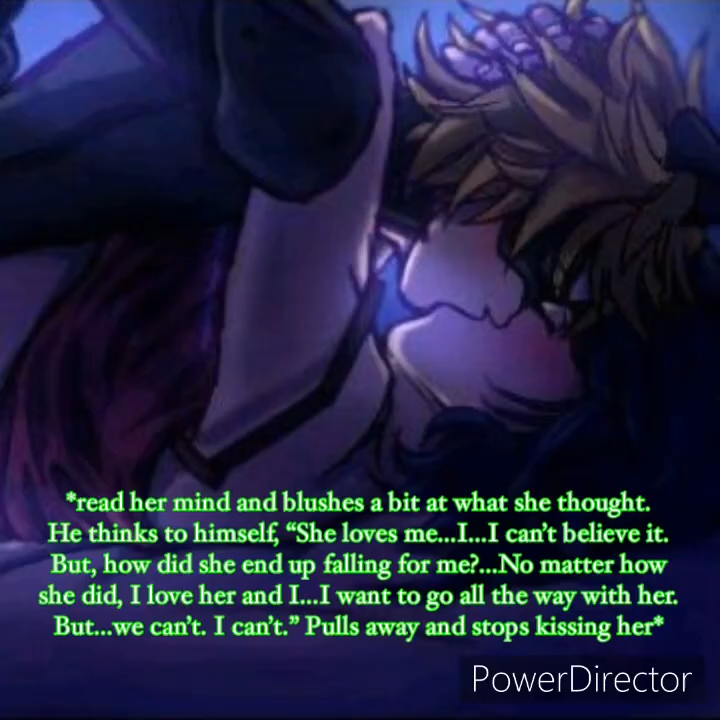 *read her mind and blushes a bit at what she thought.
He thinks to himself, “She loves me...I...I can’t believe it.
But, how did she end up falling for me?...No matter how
she did, I love her and I...I want to go all the way with her.
But...we can’t. I can’t.” Pulls away and stops kissing her*
PowerDirector